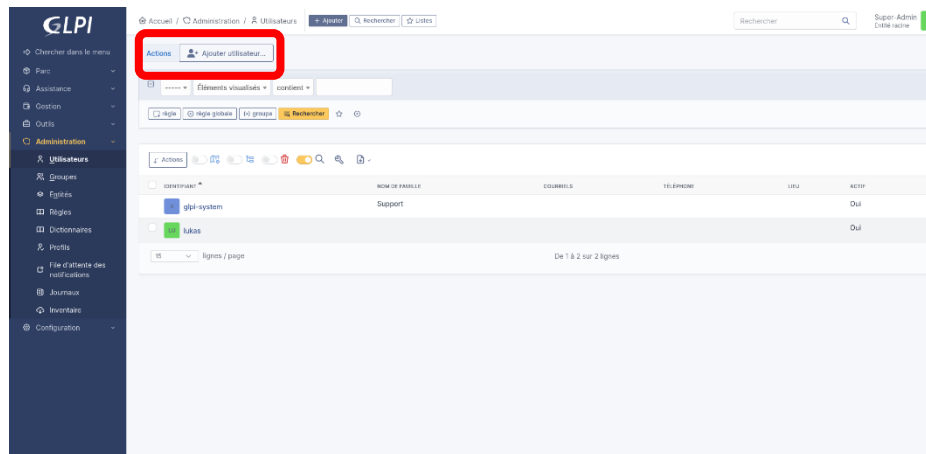 GLPI
Accueil / Administration / Utilisateurs + Ajouter Rechercher Listes
Rechercher
Super-Admin
Entité racine
Chercher dans le menu
Parc
Assistance
Gestion
Outils
Administration
Utilisateurs
Groupes
Entités
Règles
Dictionnaires
Profils
File d'attente des
notifications
Journaux
Inventaire
Configuration
Actions Ajouter utilisateur...
----- Éléments visualisés contient
règle règle globale groupe Rechercher
Actions
IDENTIFIANT NOM DE FAMILLE COURRIELS TÉLÉPHONE LIEU ACTIF
glpi-system Support Oui
LU lukas Oui
15 lignes / page De 1 à 2 sur 2 lignes